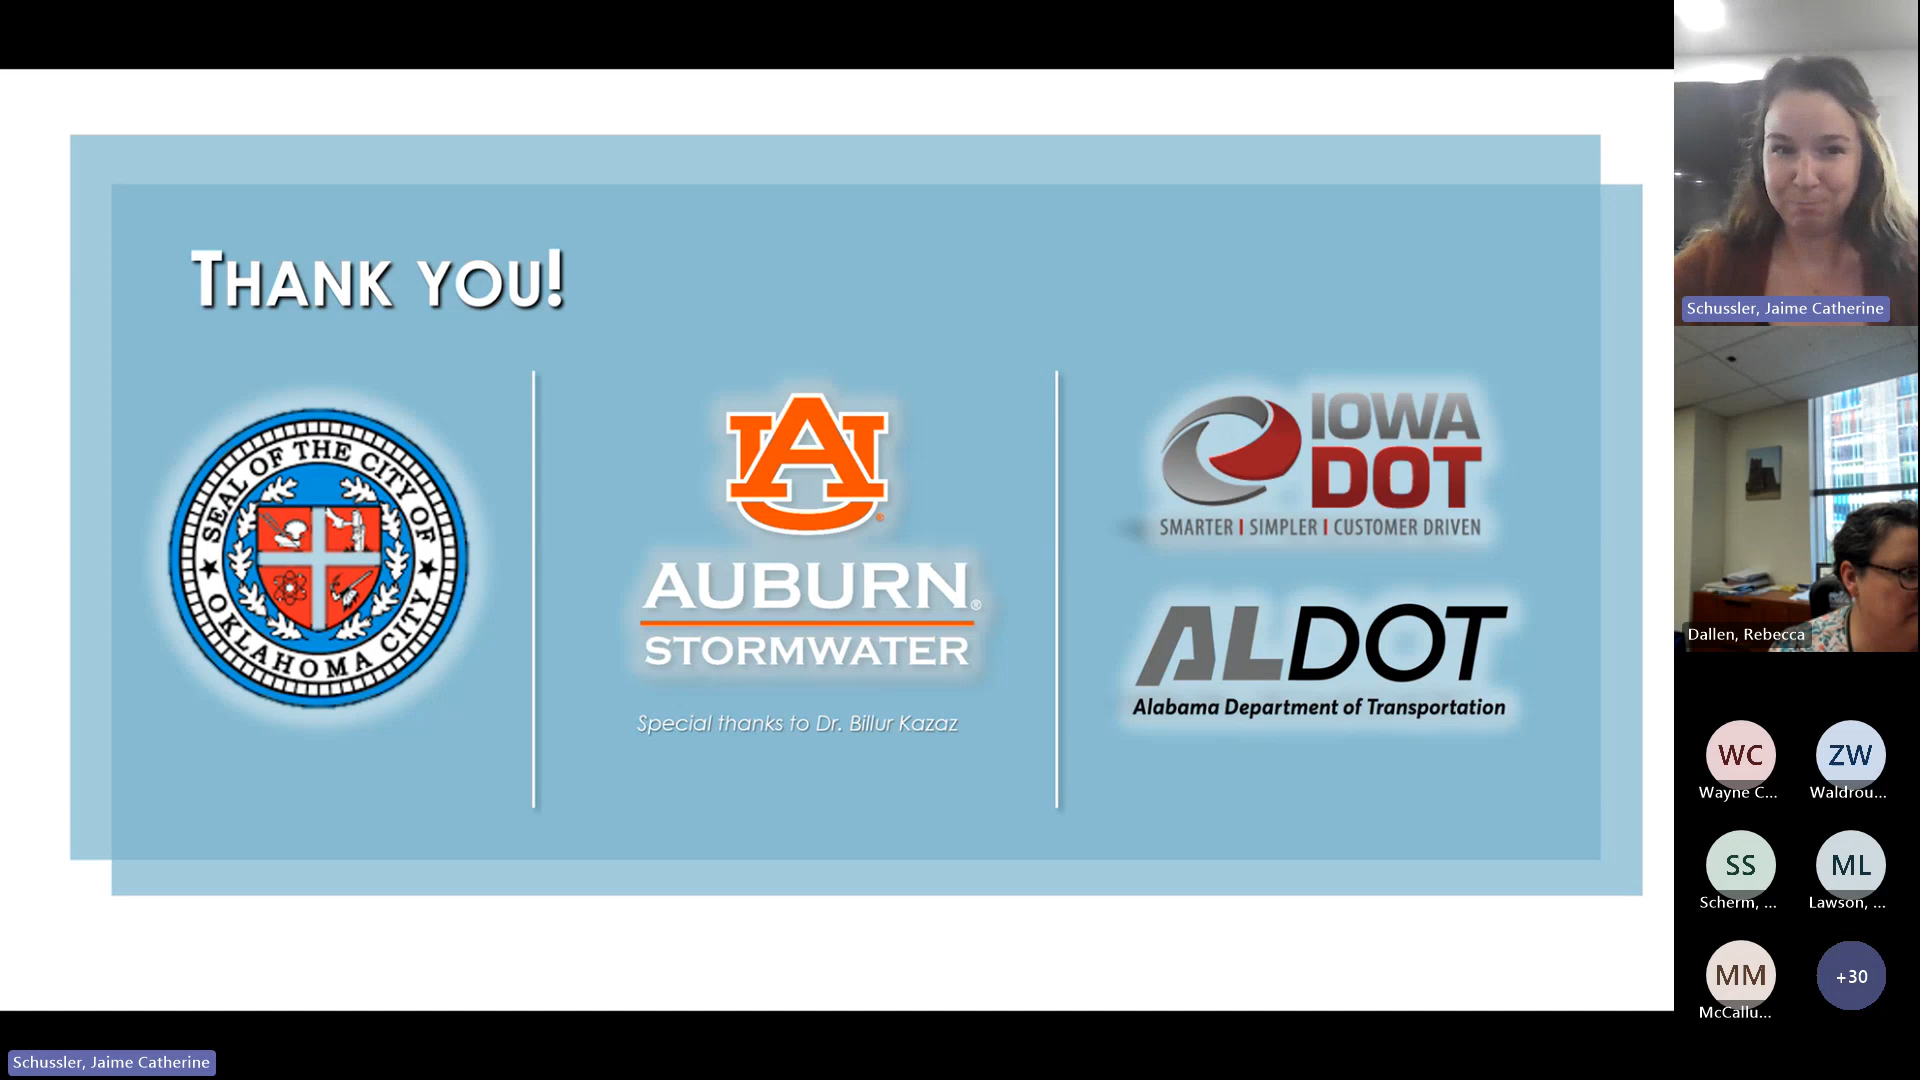 THANK YOU!
SEAL OF THE CITY OF
OKLAHOMA CITY
AU
AUBURN®
STORMWATER
Special thanks to Dr. Billur Kazaz
IOWA
DOT
SMARTER | SIMPLER | CUSTOMER DRIVEN
ALDOT
Alabama Department of Transportation
Schussler, Jaime Catherine
Dallen, Rebecca
WC
Wayne C...
ZW
Waldrou...
SS
Scherm, ...
ML
Lawson, ...
MM
McCallu...
+30
Schussler, Jaime Catherine